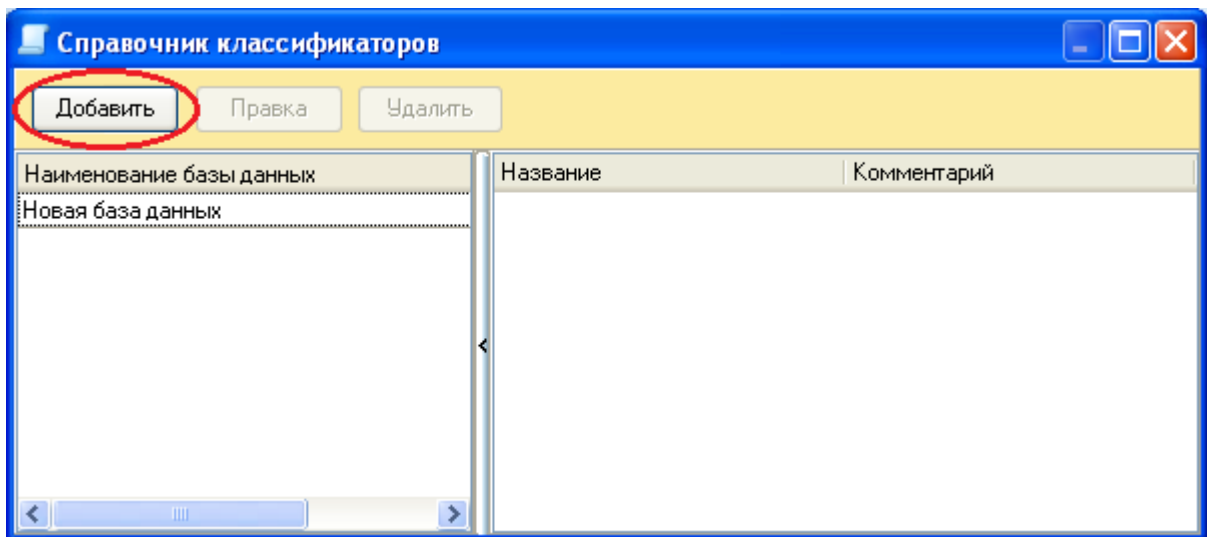 Справочник классификаторов
Добавить Правка Удалить
Наименование базы данных Название Комментарий
Новая база данных